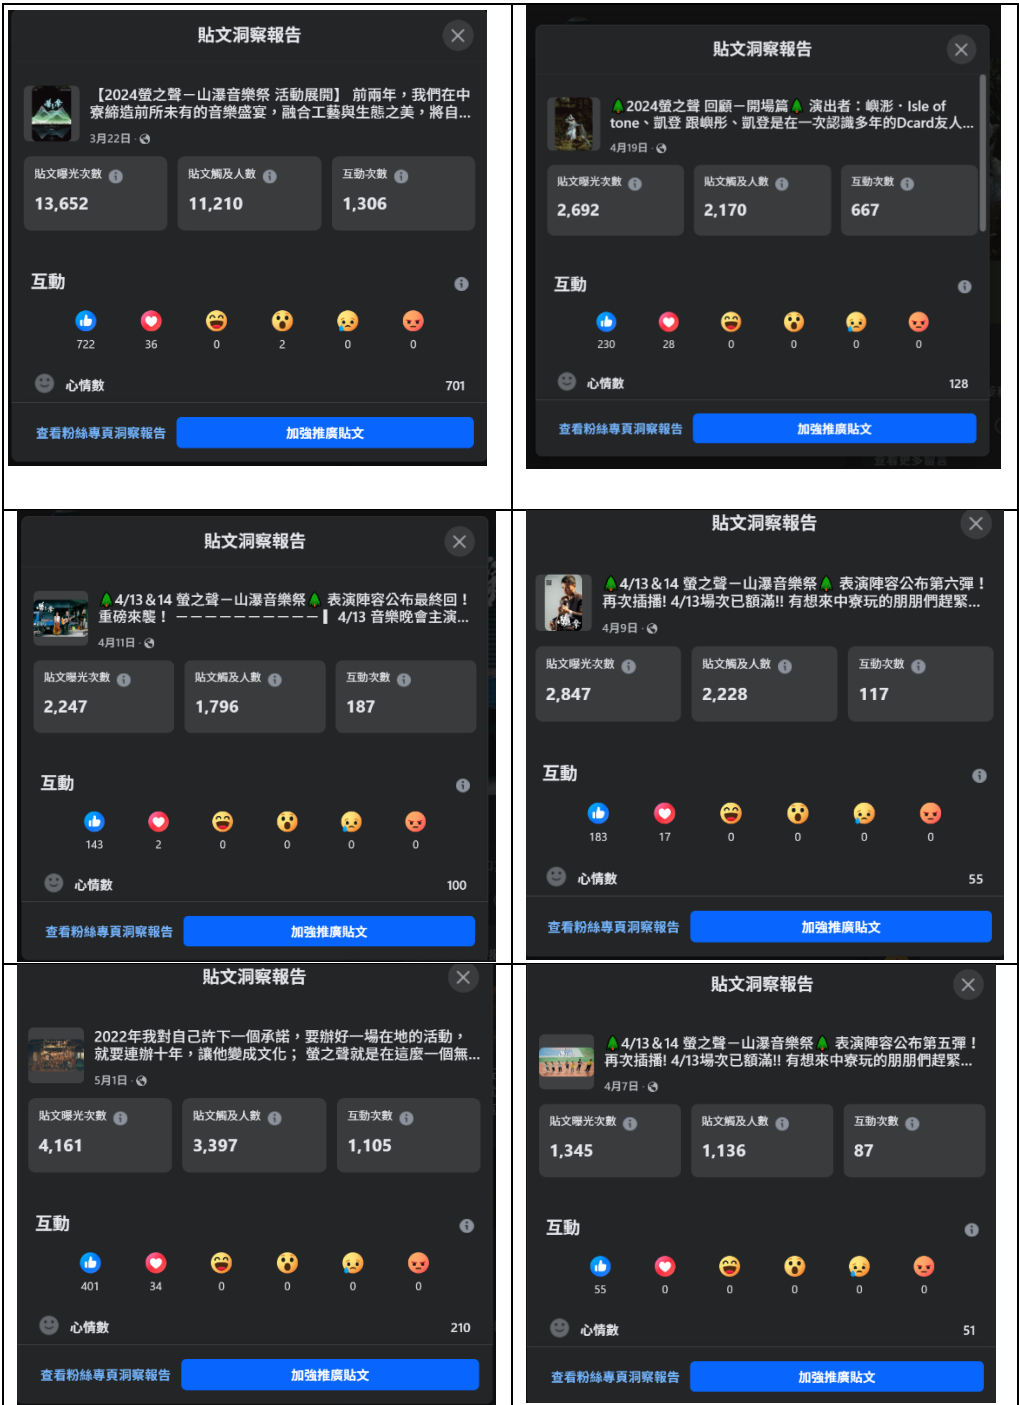 貼文洞察報告
【2024螢之聲－山瀑音樂祭 活動展開】 前兩年，我們在中
寮締造前所未有的音樂盛宴，融合工藝與生態之美，將自...
3月22日
貼文曝光次數
貼文觸及人數
互動次數
13,652
11,210
1,306
互動
722
36
0
2
0
0
心情數
701
查看粉絲專頁洞察報告
加強推廣貼文
貼文洞察報告
🌲2024螢之聲 回顧－開場篇🌲 演出者：嶼浵．Isle of
tone、凱登 跟嶼浵、凱登是在一次認識多年的Dcard友人...
4月19日
貼文曝光次數
貼文觸及人數
互動次數
2,692
2,170
667
互動
230
28
0
0
0
0
心情數
128
查看粉絲專頁洞察報告
加強推廣貼文
查看更多留言
貼文洞察報告
🌲4/13＆14 螢之聲－山瀑音樂祭🌲 表演陣容公布最終回！
重磅來襲！ －－－－－－－－－－ ▌ 4/13 音樂晚會主演...
4月11日
貼文曝光次數
貼文觸及人數
互動次數
2,247
1,796
187
互動
143
2
0
0
0
0
心情數
100
查看粉絲專頁洞察報告
加強推廣貼文
貼文洞察報告
🌲4/13＆14 螢之聲－山瀑音樂祭🌲 表演陣容公布第六彈！
再次插播! 4/13場次已額滿!! 有想來中寮玩的朋朋們趕緊...
4月9日
貼文曝光次數
貼文觸及人數
互動次數
2,847
2,228
117
互動
183
17
0
0
0
0
心情數
55
查看粉絲專頁洞察報告
加強推廣貼文
貼文洞察報告
2022年我對自己許下一個承諾，要辦好一場在地的活動，
就要連辦十年，讓他變成文化； 螢之聲就是在這麼一個無...
5月1日
貼文曝光次數
貼文觸及人數
互動次數
4,161
3,397
1,105
互動
401
34
0
0
0
0
心情數
210
查看粉絲專頁洞察報告
加強推廣貼文
貼文洞察報告
🌲4/13＆14 螢之聲－山瀑音樂祭🌲 表演陣容公布第五彈！
再次插播! 4/13場次已額滿!! 有想來中寮玩的朋朋們趕緊...
4月7日
貼文曝光次數
貼文觸及人數
互動次數
1,345
1,136
87
互動
55
0
0
0
0
0
心情數
51
查看粉絲專頁洞察報告
加強推廣貼文